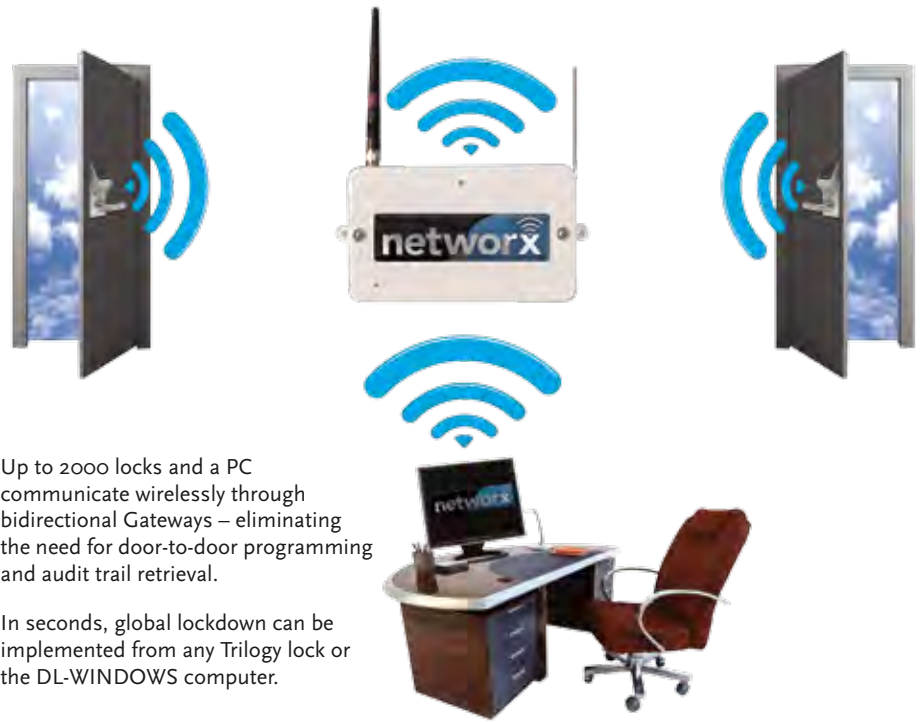 networx
networx
Up to 2000 locks and a PC
communicate wirelessly through
bidirectional Gateways – eliminating
the need for door-to-door programming
and audit trail retrieval.
In seconds, global lockdown can be
implemented from any Trilogy lock or
the DL-WINDOWS computer.